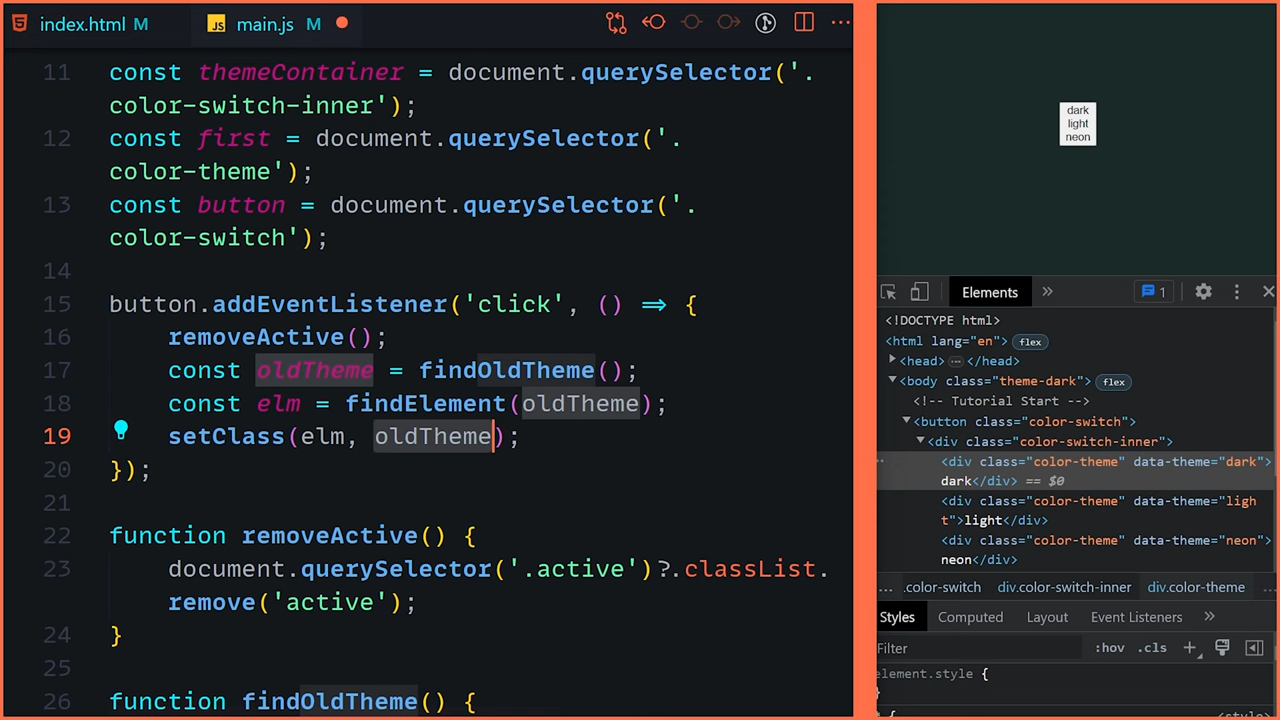 index.html M
JS main.js M
11 const themeContainer = document.querySelector('.
color-switch-inner');
12 const first = document.querySelector('.
color-theme');
13 const button = document.querySelector('.
color-switch');
14
15 button.addEventListener('click', () => {
16 removeActive();
17 const oldTheme = findOldTheme();
18 const elm = findElement(oldTheme);
19 setClass(elm, oldTheme);
20 });
21
22 function removeActive() {
23 document.querySelector('.active')?.classList.
remove('active');
24 }
25
26 function findOldTheme() {
dark
light
neon
Elements » 1
<!DOCTYPE html>
<html lang="en"> flex
<head> … </head>
<body class="theme-dark"> flex
<!-- Tutorial Start -->
<button class="color-switch">
<div class="color-switch-inner">
<div class="color-theme" data-theme="dark">
dark</div> == $0
<div class="color-theme" data-theme="ligh
t">light</div>
<div class="color-theme" data-theme="neon">
neon</div>
… .color-switch div.color-switch-inner div.color-theme …
Styles Computed Layout Event Listeners »
Filter :hov .cls +
element.style {
}